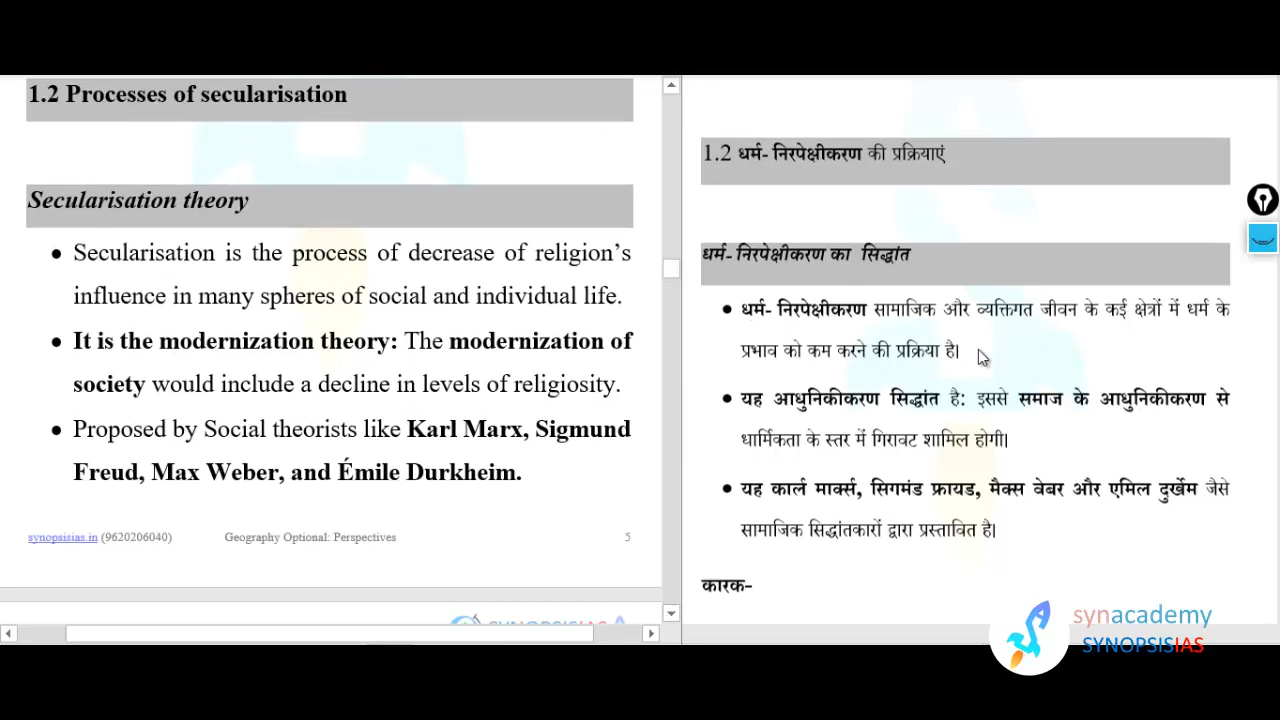 1.2 Processes of secularisation
Secularisation theory
• Secularisation is the process of decrease of religion’s
influence in many spheres of social and individual life.
• It is the modernization theory: The modernization of
society would include a decline in levels of religiosity.
• Proposed by Social theorists like Karl Marx, Sigmund
Freud, Max Weber, and Émile Durkheim.
synopsisias.in (9620206040) Geography Optional: Perspectives 5
1.2 धर्म- निरपेक्षीकरण की प्रक्रियाएं
धर्म- निरपेक्षीकरण का सिद्धांत
• धर्म- निरपेक्षीकरण सामाजिक और व्यक्तिगत जीवन के कई क्षेत्रों में धर्म के
प्रभाव को कम करने की प्रक्रिया है।
• यह आधुनिकीकरण सिद्धांत है: इससे समाज के आधुनिकीकरण से
धार्मिकता के स्तर में गिरावट शामिल होगी।
• यह कार्ल मार्क्स, सिगमंड फ्रायड, मैक्स वेबर और एमिल दुर्खेम जैसे
सामाजिक सिद्धांतकारों द्वारा प्रस्तावित है।
कारक-
synacademy
SYNOPSISIAS